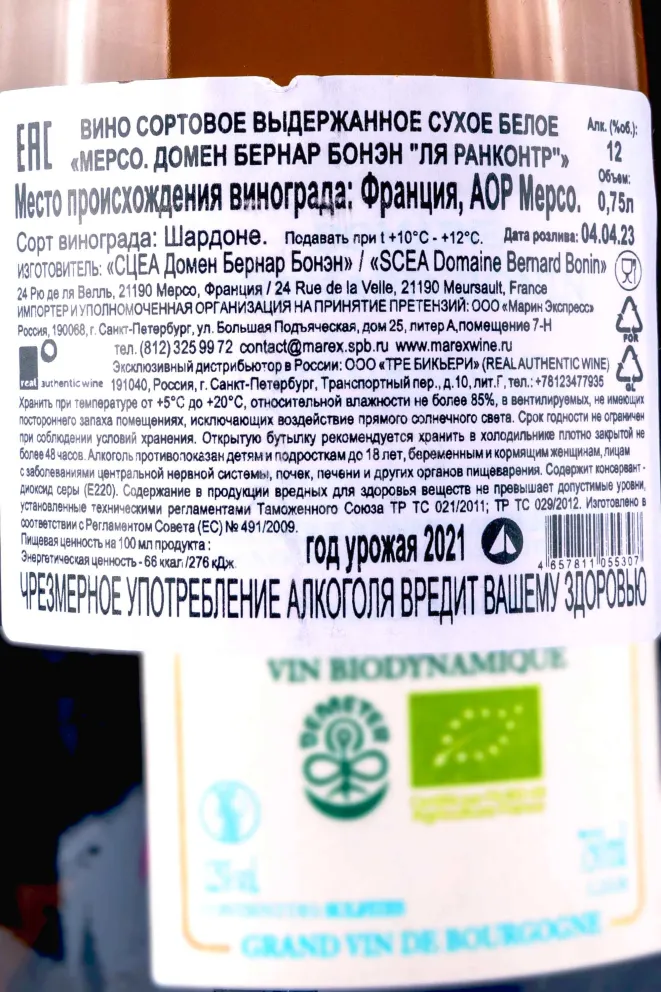 EAC
ВИНО СОРТОВОЕ ВЫДЕРЖАННОЕ СУХОЕ БЕЛОЕ
«МЕРСО. ДОМЕН БЕРНАР БОНЭН "ЛЯ РАНКОНТР"»
Алк. (%об.):
12
Место происхождения винограда: Франция, АОР Мерсо.
Объем:
0,75л
Сорт винограда: Шардоне. Подавать при t +10°C - +12°C. Дата розлива: 04.04.23
ИЗГОТОВИТЕЛЬ: «СЦЕА Домен Бернар Бонэн» / «SCEA Domaine Bernard Bonin»
24 Рю де ля Велль, 21190 Мерсо, Франция / 24 Rue de la Velle, 21190 Meursault, France
ИМПОРТЕР И УПОЛНОМОЧЕННАЯ ОРГАНИЗАЦИЯ НА ПРИНЯТИЕ ПРЕТЕНЗИЙ: ООО «Марин Экспресс»
Россия, 190068, г. Санкт-Петербург, ул. Большая Подъяческая, дом 25, литер А, помещение 7-Н
тел. (812) 325 99 72 contact@marex.spb.ru www.marexwine.ru
FOR
Эксклюзивный дистрибьютор в России: ООО «ТРЕ БИКЬЕРИ» (REAL AUTHENTIC WINE)
real authentic wine 191040, Россия, г. Санкт-Петербург, Транспортный пер., д.10, лит.Г, тел.: +78123477935
GL
Хранить при температуре от +5°C до +20°C, относительной влажности не более 85%, в вентилируемых, не имеющих
постороннего запаха помещениях, исключающих воздействие прямого солнечного света. Срок годности не ограничен
при соблюдении условий хранения. Открытую бутылку рекомендуется хранить в холодильнике плотно закрытой не
более 48 часов. Алкоголь противопоказан детям и подросткам до 18 лет, беременным и кормящим женщинам, лицам
с заболеваниями центральной нервной системы, почек, печени и других органов пищеварения. Содержит консервант -
диоксид серы (Е220). Содержание в продукции вредных для здоровья веществ не превышает допустимые уровни,
установленные техническими регламентами Таможенного Союза ТР ТС 021/2011; ТР ТС 029/2012. Изготовлено в
соответствии с Регламентом Совета (ЕС) № 491/2009.
Пищевая ценность на 100 мл продукта :
Энергетическая ценность - 66 ккал /276 кДж
год урожая 2021
4 657811 055307
ЧРЕЗМЕРНОЕ УПОТРЕБЛЕНИЕ АЛКОГОЛЯ ВРЕДИТ ВАШЕМУ ЗДОРОВЬЮ
VIN BIODYNAMIQUE
DEMETER
SULFITES
GRAND VIN DE BOURGOGNE